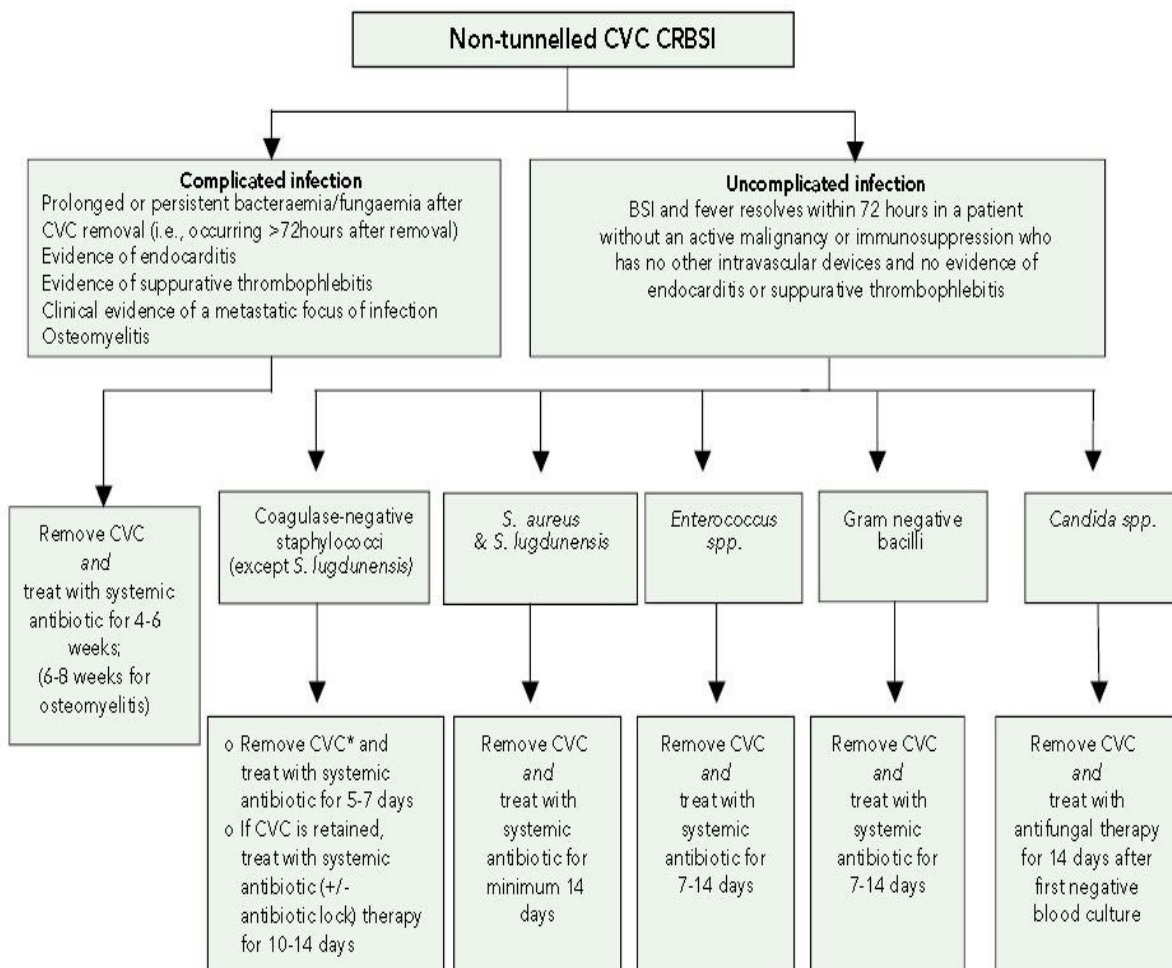 Non-tunnelled CVC CRBSI
Complicated infection
Prolonged or persistent bacteraemia/fungaemia after
CVC removal (i.e., occurring >72hours after removal)
Evidence of endocarditis
Evidence of suppurative thrombophlebitis
Clinical evidence of a metastatic focus of infection
Osteomyelitis
Uncomplicated infection
BSI and fever resolves within 72 hours in a patient
without an active malignancy or immunosuppression who
has no other intravascular devices and no evidence of
endocarditis or suppurative thrombophlebitis
Remove CVC
and
treat with systemic
antibiotic for 4-6
weeks;
(6-8 weeks for
osteomyelitis)
Coagulase-negative
staphylococci
(except S. lugdunensis)
S. aureus
& S. lugdunensis
Enterococcus
spp.
Gram negative
bacilli
Candida spp.
o Remove CVC* and
treat with systemic
antibiotic for 5-7 days
o If CVC is retained,
treat with systemic
antibiotic (+/-
antibiotic lock) therapy
for 10-14 days
Remove CVC
and
treat with
systemic
antibiotic for
minimum 14
days
Remove CVC
and
treat with
systemic
antibiotic for
7-14 days
Remove CVC
and
treat with
systemic
antibiotic for
7-14 days
Remove CVC
and
treat with
antifungal therapy
for 14 days after
first negative
blood culture